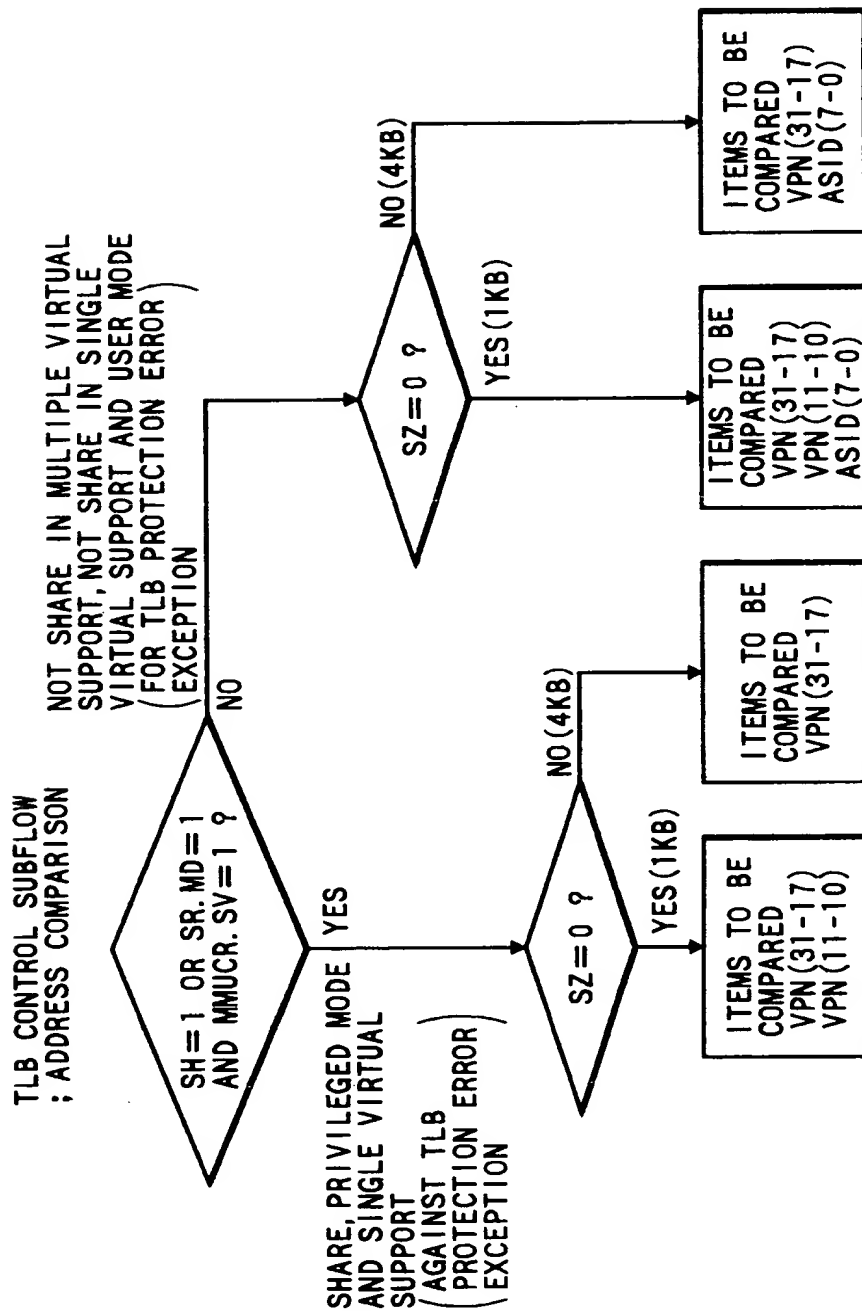 TLB CONTROL SUBFLOW
; ADDRESS COMPARISON
SH=1 OR SR.MD=1
AND MMUCR.SV=1 ?
NO
NOT SHARE IN MULTIPLE VIRTUAL
SUPPORT, NOT SHARE IN SINGLE
VIRTUAL SUPPORT AND USER MODE
(FOR TLB PROTECTION ERROR
EXCEPTION)
YES
SHARE, PRIVILEGED MODE
AND SINGLE VIRTUAL
SUPPORT
(AGAINST TLB
PROTECTION ERROR
EXCEPTION)
SZ=0 ?
NO(4KB)
YES(1KB)
ITEMS TO BE
COMPARED
VPN(31-17)
VPN(11-10)
ITEMS TO BE
COMPARED
VPN(31-17)
SZ=0 ?
NO(4KB)
YES(1KB)
ITEMS TO BE
COMPARED
VPN(31-17)
VPN(11-10)
ASID(7-0)
ITEMS TO BE
COMPARED
VPN(31-17)
ASID(7-0)